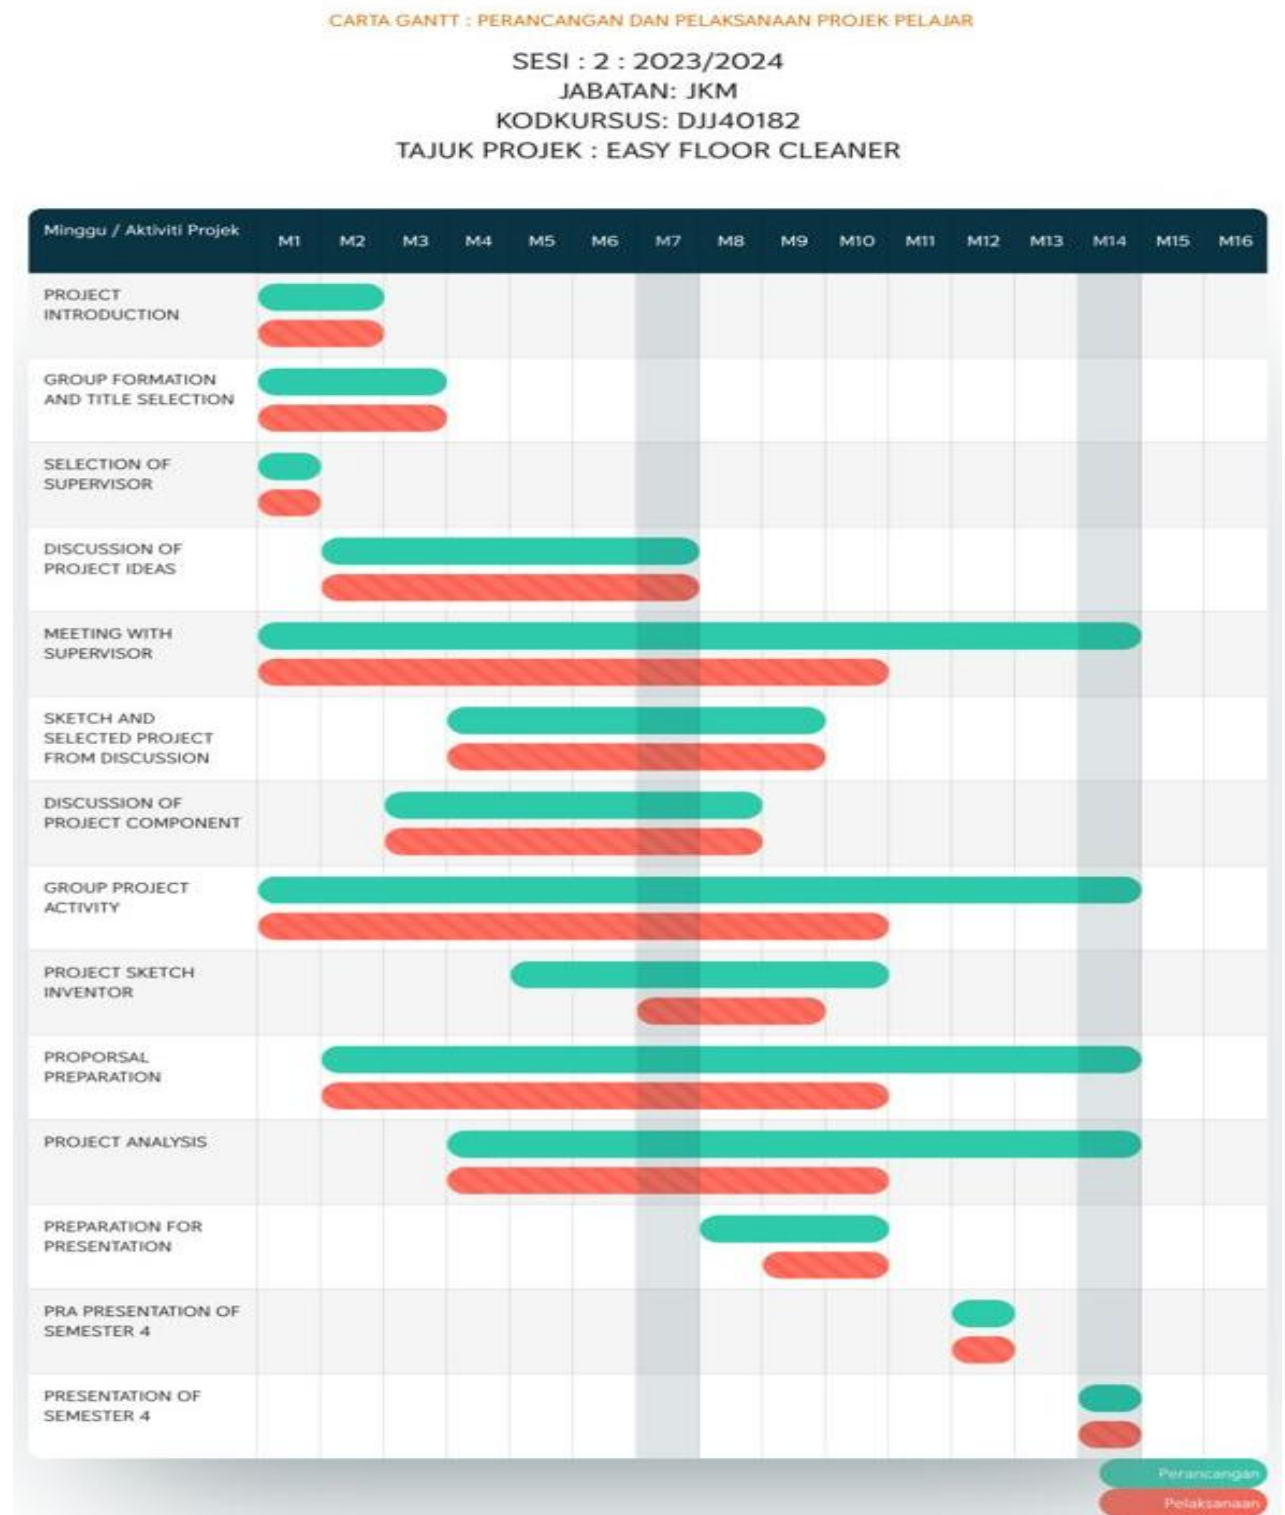 CARTA GANTT : PERANCANGAN DAN PELAKSANAAN PROJEK PELAJAR
SESI : 2 : 2023/2024
JABATAN: JKM
KODKURSUS: DJJ40182
TAJUK PROJEK : EASY FLOOR CLEANER
Minggu / Aktiviti Projek M1 M2 M3 M4 M5 M6 M7 M8 M9 M10 M11 M12 M13 M14 M15 M16
PROJECT
INTRODUCTION
GROUP FORMATION
AND TITLE SELECTION
SELECTION OF
SUPERVISOR
DISCUSSION OF
PROJECT IDEAS
MEETING WITH
SUPERVISOR
SKETCH AND
SELECTED PROJECT
FROM DISCUSSION
DISCUSSION OF
PROJECT COMPONENT
GROUP PROJECT
ACTIVITY
PROJECT SKETCH
INVENTOR
PROPORSAL
PREPARATION
PROJECT ANALYSIS
PREPARATION FOR
PRESENTATION
PRA PRESENTATION OF
SEMESTER 4
PRESENTATION OF
SEMESTER 4
Perancangan
Pelaksanaan